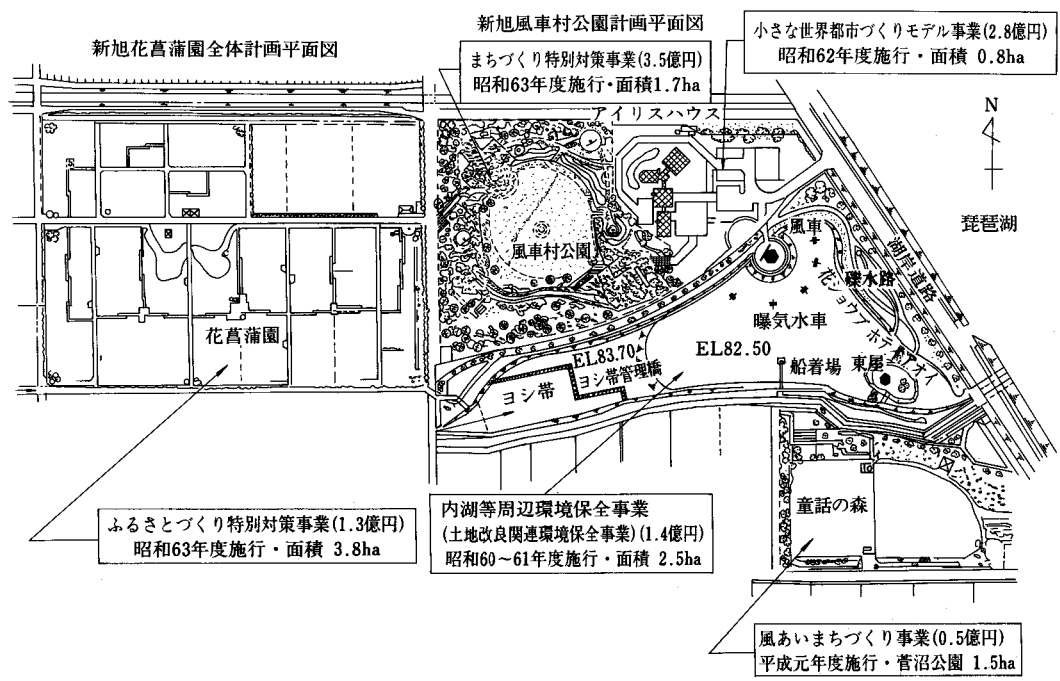 新旭花菖蒲園全体計画平面図
新旭風車村公園計画平面図
まちづくり特別対策事業(3.5億円)
昭和63年度施行・面積1.7ha
小さな世界都市づくりモデル事業(2.8億円)
昭和62年度施行・面積 0.8ha
アイリスハウス
N
琵琶湖
湖岸道路
風車
礫水路
花ショウブホテイアオイ
風車村公園
曝気水車
花菖蒲園
EL83.70
EL82.50
ヨシ帯管理橋
ヨシ帯
船着場
東屋
童話の森
ふるさとづくり特別対策事業(1.3億円)
昭和63年度施行・面積 3.8ha
内湖等周辺環境保全事業
(土地改良関連環境保全事業)(1.4億円)
昭和60～61年度施行・面積 2.5ha
風あいまちづくり事業(0.5億円)
平成元年度施行・菅沼公園 1.5ha